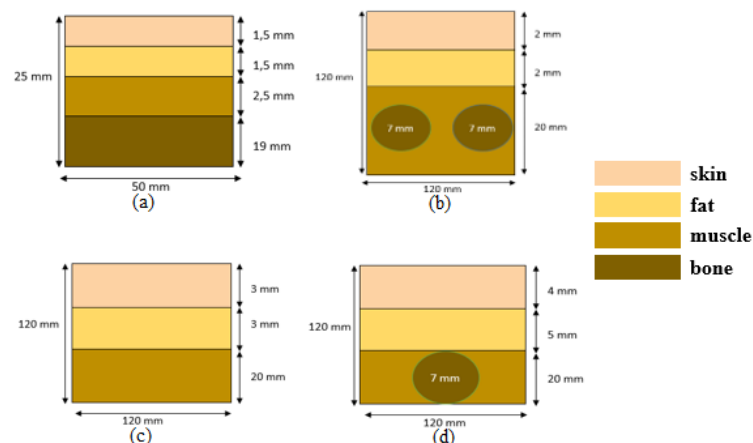 1,5 mm
1,5 mm
25 mm
2,5 mm
19 mm
50 mm
(a)
2 mm
2 mm
120 mm
7 mm
7 mm
20 mm
120 mm
(b)
skin
fat
muscle
bone
3 mm
120 mm
3 mm
20 mm
120 mm
(c)
4 mm
120 mm
5 mm
7 mm
20 mm
120 mm
(d)